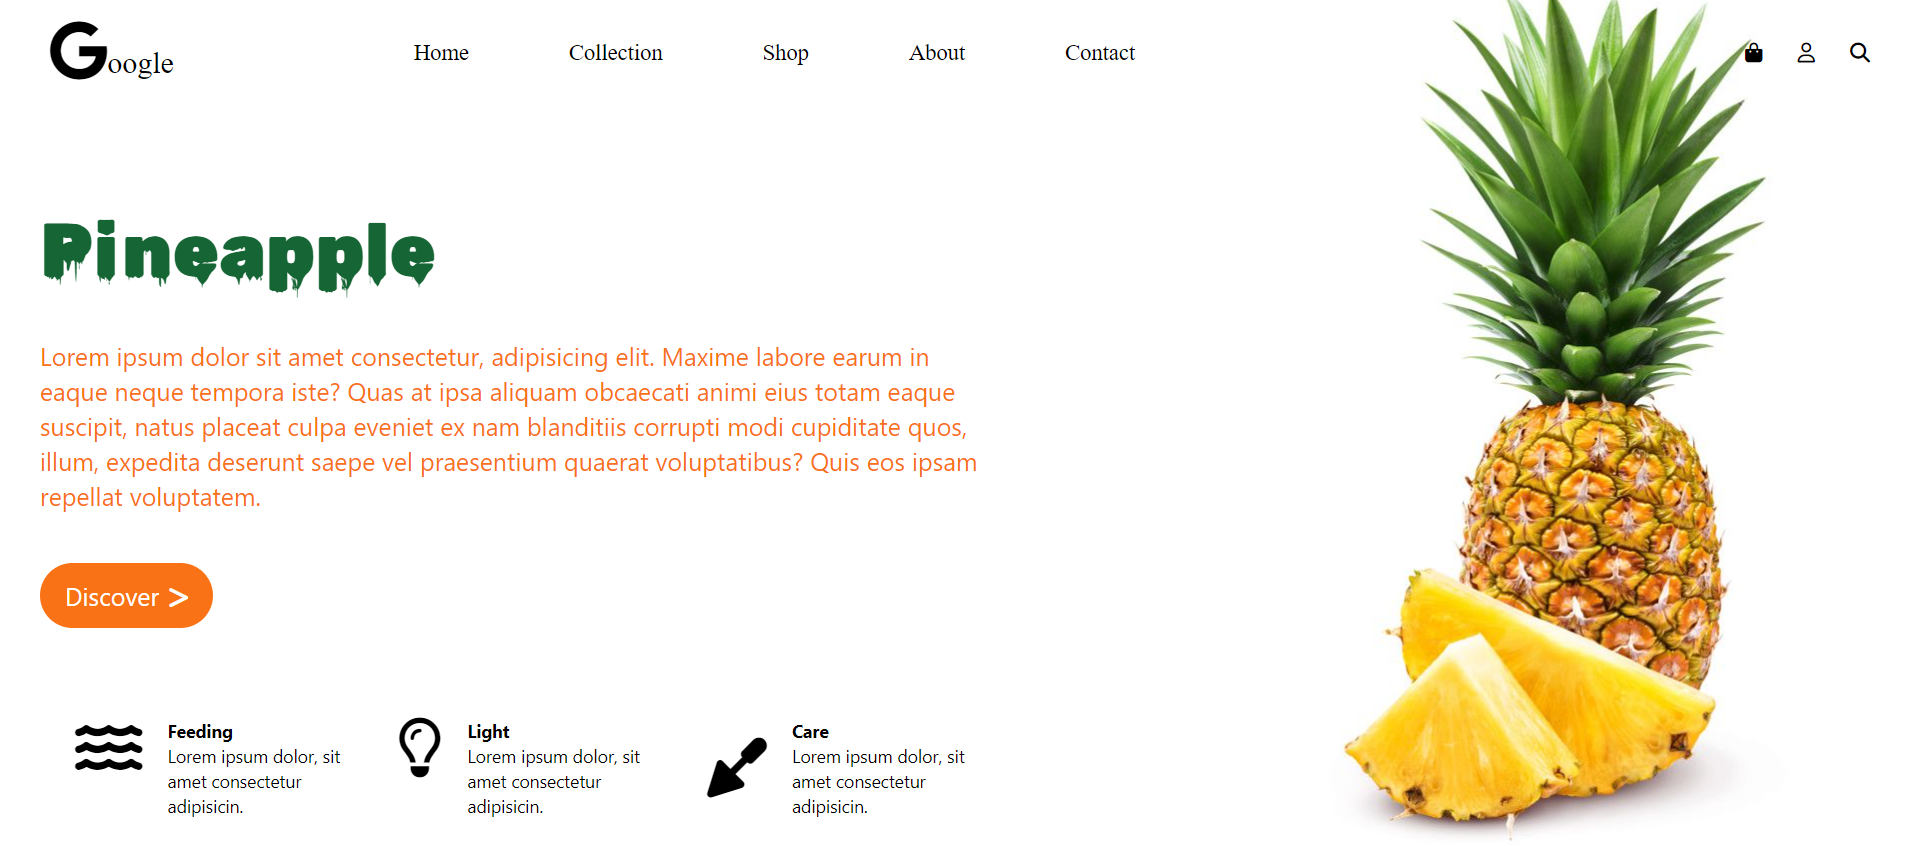 Google
Home
Collection
Shop
About
Contact
Pineapple
Lorem ipsum dolor sit amet consectetur, adipisicing elit. Maxime labore earum in
eaque neque tempora iste? Quas at ipsa aliquam obcaecati animi eius totam eaque
suscipit, natus placeat culpa eveniet ex nam blanditiis corrupti modi cupiditate quos,
illum, expedita deserunt saepe vel praesentium quaerat voluptatibus? Quis eos ipsam
repellat voluptatem.
Discover >
Feeding
Lorem ipsum dolor, sit
amet consectetur
adipisicin.
Light
Lorem ipsum dolor, sit
amet consectetur
adipisicin.
Care
Lorem ipsum dolor, sit
amet consectetur
adipisicin.